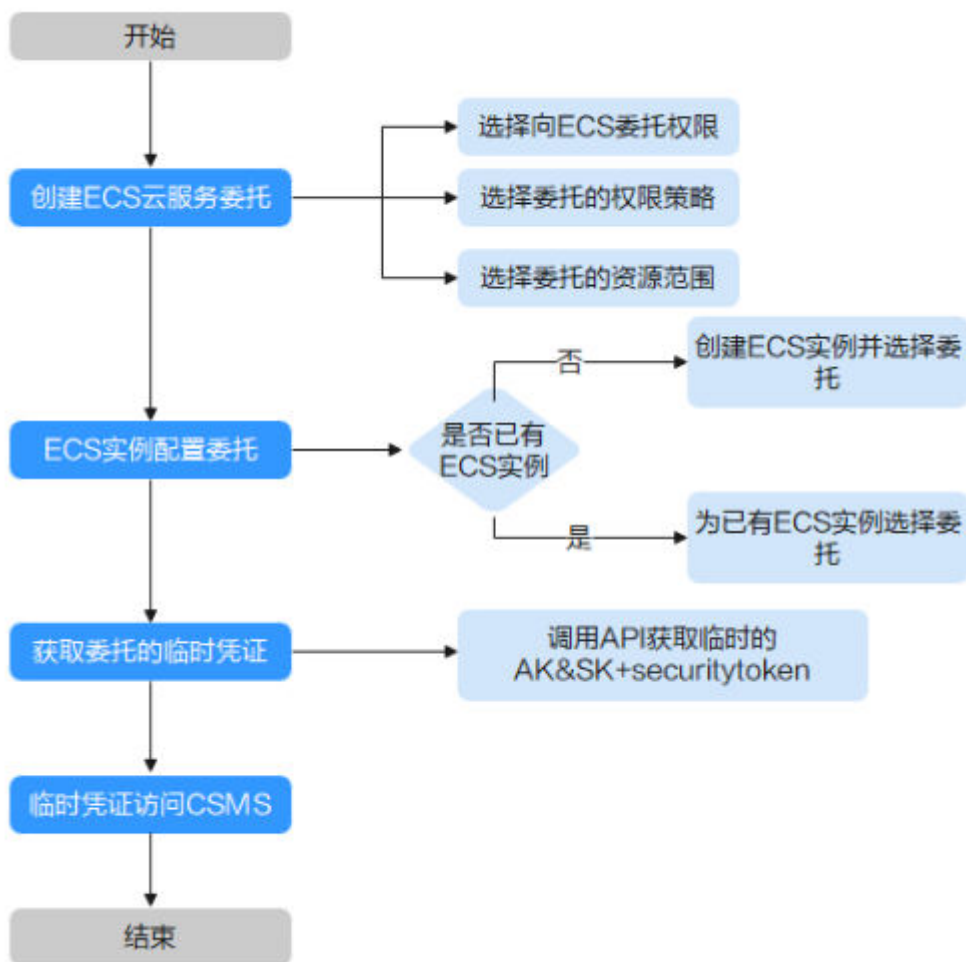 开始
选择向ECS委托权限
创建ECS云服务委托
选择委托的权限策略
选择委托的资源范围
否
创建ECS实例并选择委
托
ECS实例配置委托
是否已有
ECS实例
是
为已有ECS实例选择委
托
获取委托的临时凭证
调用API获取临时的
AK&SK+securitytoken
临时凭证访问CSMS
结束